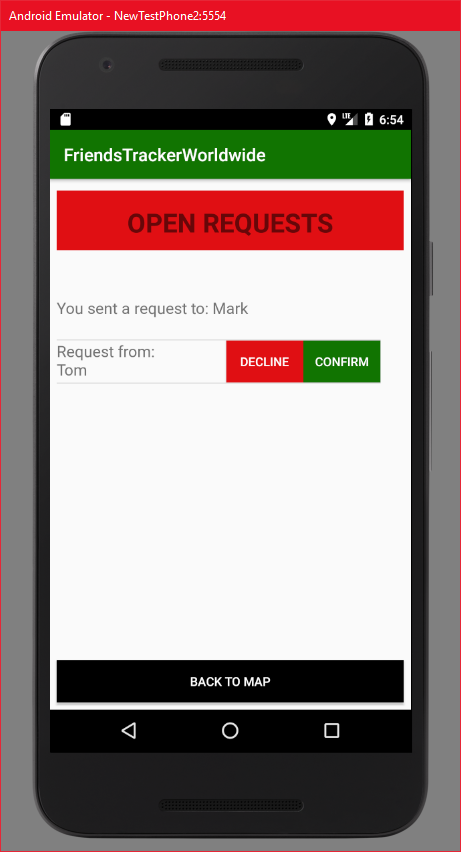 Android Emulator - NewTestPhone2:5554
LTE 6:54
FriendsTrackerWorldwide
OPEN REQUESTS
You sent a request to: Mark
Request from:
Tom
DECLINE CONFIRM
BACK TO MAP